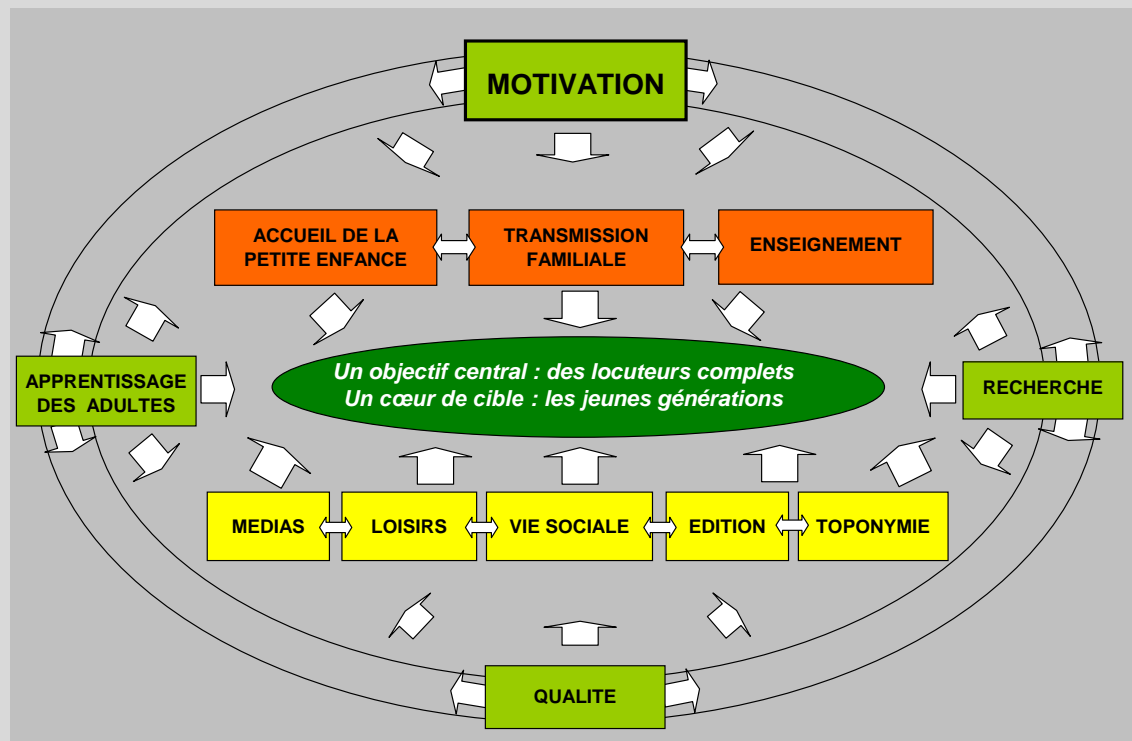 MOTIVATION
ACCUEIL DE LA
PETITE ENFANCE
TRANSMISSION
FAMILIALE
ENSEIGNEMENT
Un objectif central : des locuteurs complets
Un cœur de cible : les jeunes générations
APPRENTISSAGE
DES ADULTES
RECHERCHE
MEDIAS
LOISIRS
VIE SOCIALE
EDITION
TOPONYMIE
QUALITE